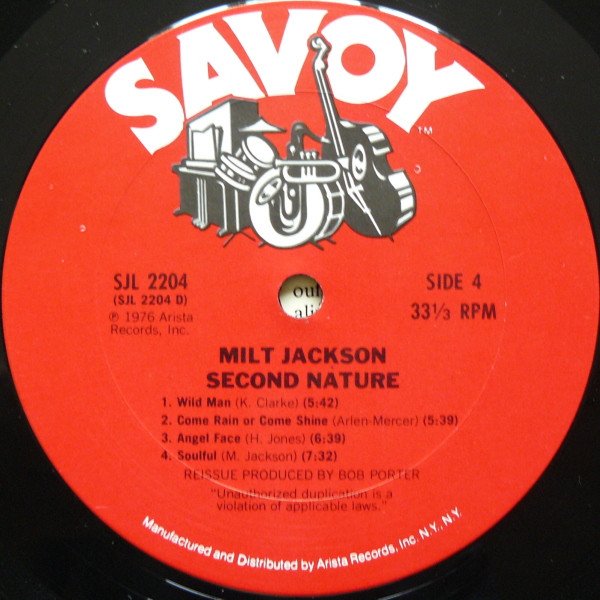 SAVOY
TM
SJL 2204
(SJL 2204 D)
℗ 1976 Arista
Records, Inc.
SIDE 4
33⅓ RPM
MILT JACKSON
SECOND NATURE
1. Wild Man (K. Clarke) (5:42)
2. Come Rain or Come Shine (Arlen-Mercer) (5:39)
3. Angel Face (H. Jones) (6:39)
4. Soulful (M. Jackson) (7:32)
REISSUE PRODUCED BY BOB PORTER
"Unauthorized duplication is a
violation of applicable laws."
Manufactured and Distributed by Arista Records, Inc. N.Y., N.Y.